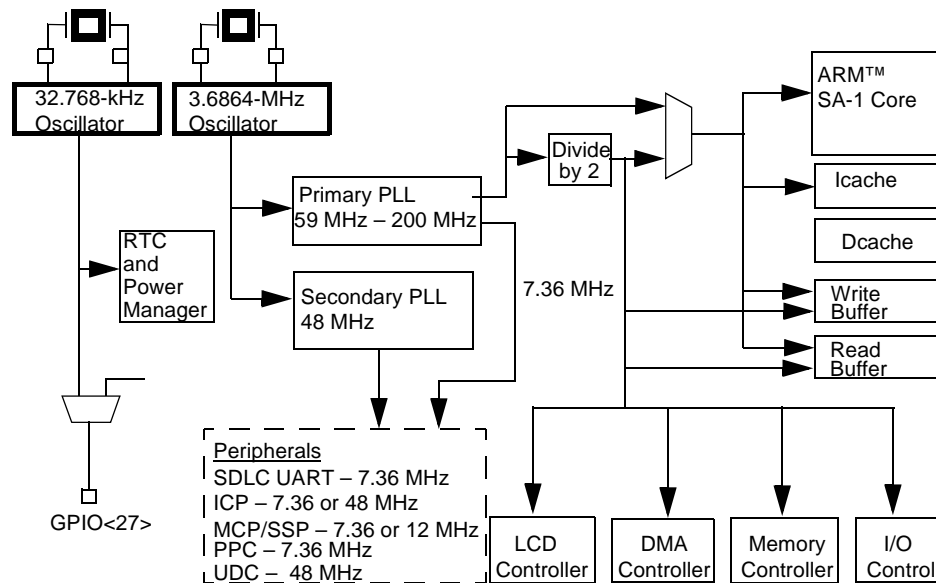 32.768-kHz
Oscillator
3.6864-MHz
Oscillator
ARM™
SA-1 Core
Divide
by 2
Primary PLL
59 MHz – 200 MHz
Icache
Dcache
RTC
and
Power
Manager
Secondary PLL
48 MHz
7.36 MHz
Write
Buffer
Read
Buffer
Peripherals
SDLC UART – 7.36 MHz
ICP – 7.36 or 48 MHz
MCP/SSP – 7.36 or 12 MHz
PPC – 7.36 MHz
UDC – 48 MHz
GPIO<27>
LCD
Controller
DMA
Controller
Memory
Controller
I/O
Control